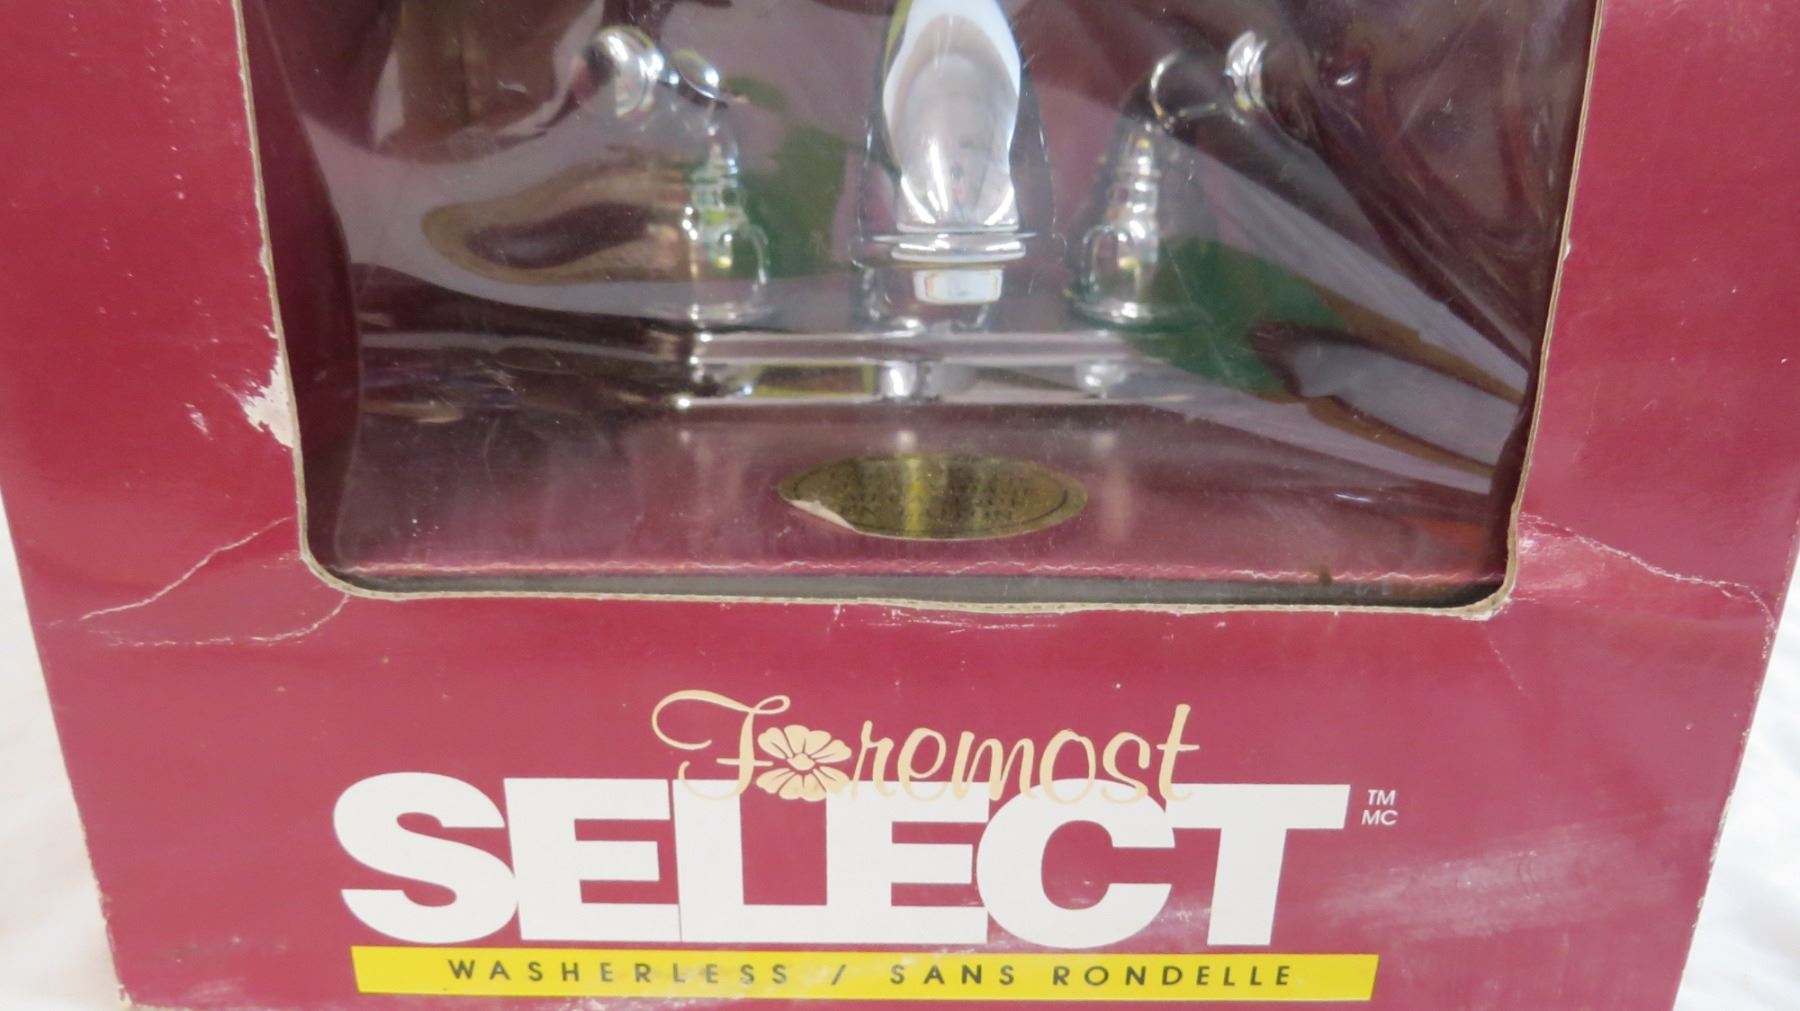 Foremost
SELECT
TM
MC
WASHERLESS / SANS RONDELLE